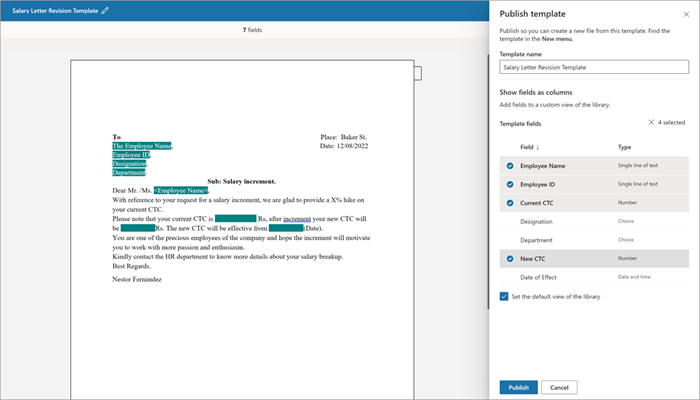 Salary Letter Revision Template
7 fields
To
Place: Baker St.
The Employee Name,
Date: 12/08/2022
Employee ID,
Designation,
Department
Sub: Salary increment.
Dear Mr. /Ms. <Employee Name>,
With reference to your request for a salary increment, we are glad to provide a X% hike on
your current CTC.
Please note that your current CTC is Rs, after increment your new CTC will
be Rs. The new CTC will be effective from (Date).
You are one of the precious employees of the company and hope the increment will motivate
you to work with more passion and enthusiasm.
Kindly contact the HR department to know more details about your salary breakup.
Best Regards.
Nestor Fernandez
Publish template
Publish so you can create a new file from this template. Find the
template in the New menu.
Template name
Salary Letter Revision Template
Show fields as columns
Add fields to a custom view of the library.
Template fields
4 selected
Field ↓ Type
Employee Name Single line of text
Employee ID Single line of text
Current CTC Number
Designation Choice
Department Choice
New CTC Number
Date of Effect Date and time
Set the default view of the library
Publish
Cancel